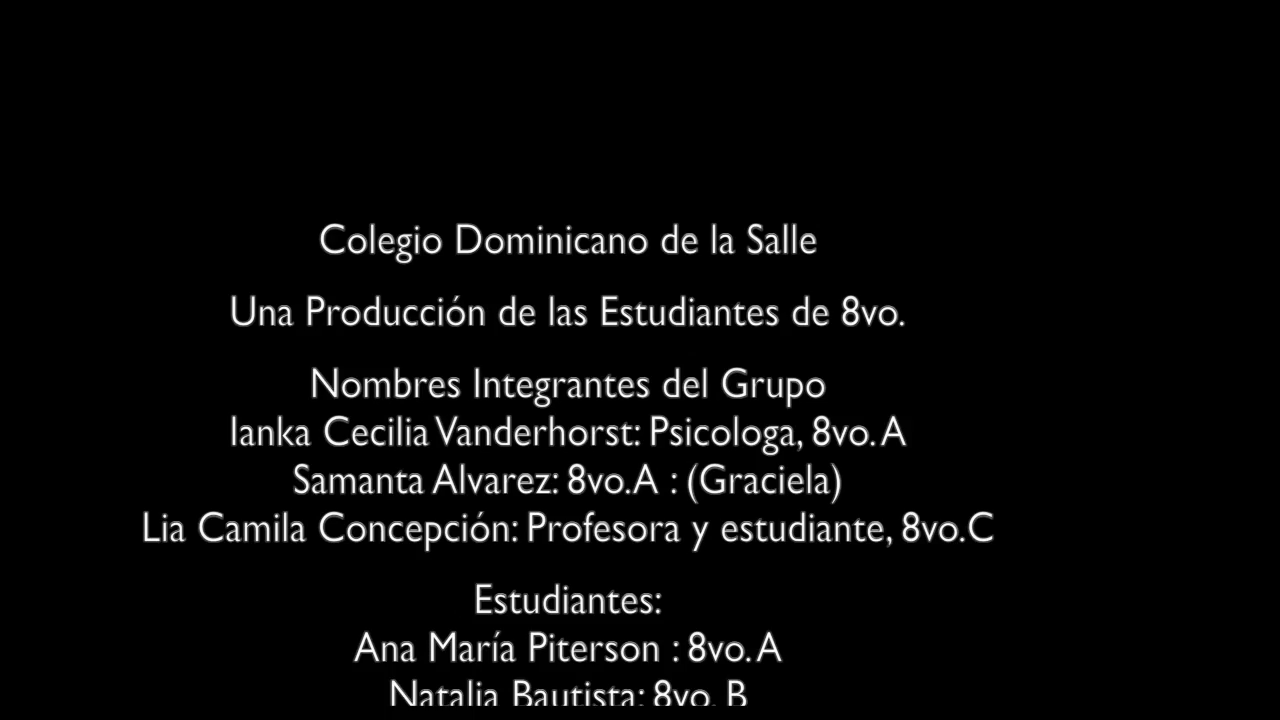 Colegio Dominicano de la Salle
Una Producción de las Estudiantes de 8vo.
Nombres Integrantes del Grupo
Ianka Cecilia Vanderhorst: Psicologa, 8vo. A
Samanta Alvarez: 8vo.A : (Graciela)
Lia Camila Concepción: Profesora y estudiante, 8vo.C
Estudiantes:
Ana María Piterson : 8vo. A
Natalia Bautista: 8vo. B